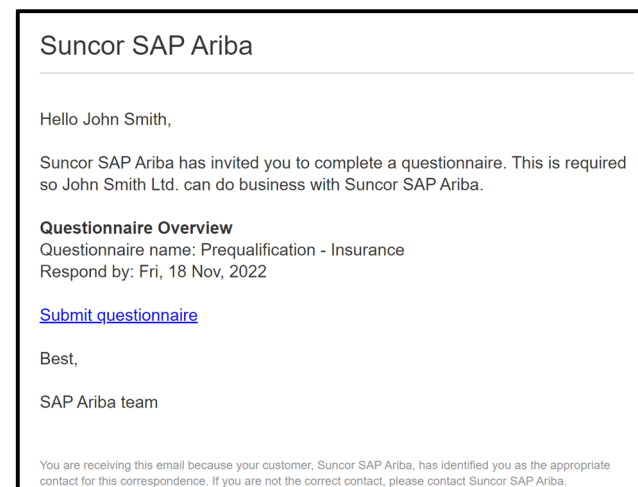 Suncor SAP Ariba
Hello John Smith,
Suncor SAP Ariba has invited you to complete a questionnaire. This is required
so John Smith Ltd. can do business with Suncor SAP Ariba.
Questionnaire Overview
Questionnaire name: Prequalification - Insurance
Respond by: Fri, 18 Nov, 2022
Submit questionnaire
Best,
SAP Ariba team
You are receiving this email because your customer, Suncor SAP Ariba, has identified you as the appropriate
contact for this correspondence. If you are not the correct contact, please contact Suncor SAP Ariba.